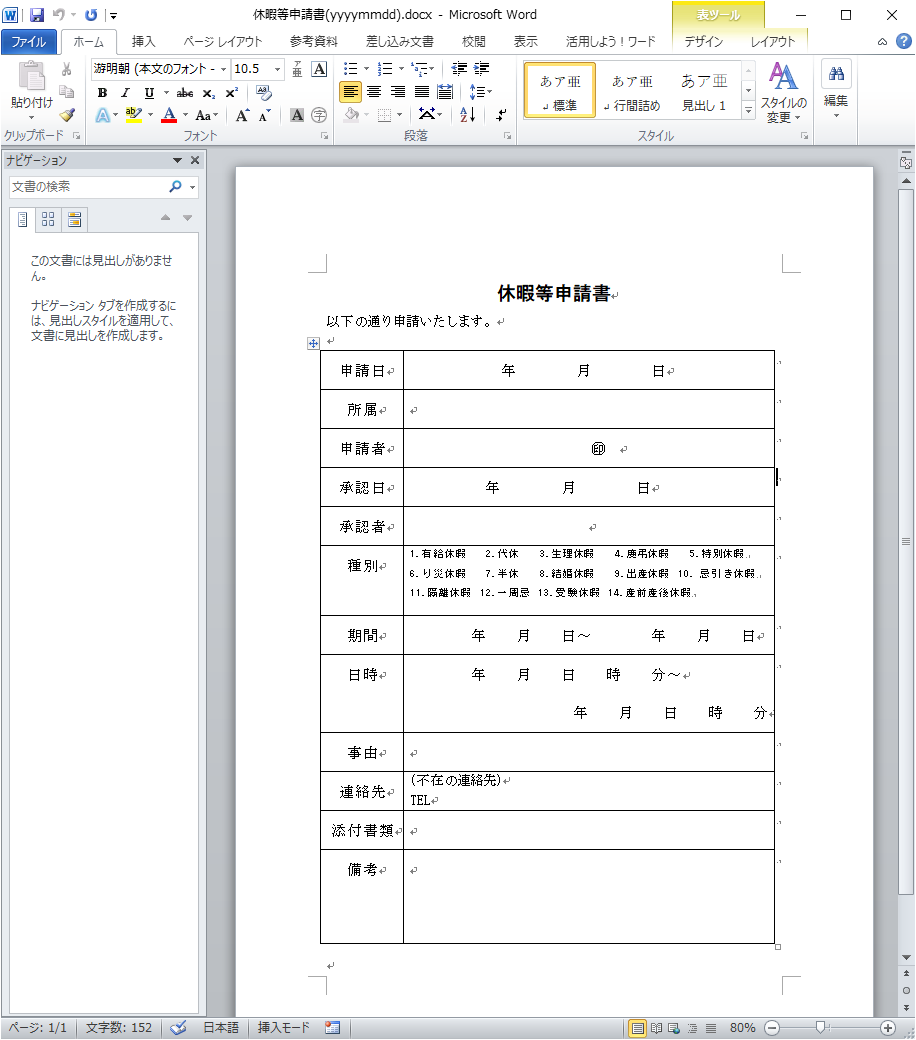 休暇等申請書(yyyymmdd).docx - Microsoft Word
表ツール
ファイル ホーム 挿入 ページ レイアウト 参考資料 差し込み文書 校閲 表示 活用しよう！ワード デザイン レイアウト
游明朝 (本文のフォント - 10.5
貼り付け
あア亜 あア亜 あア亜
標準 行間詰め 見出し 1
スタイルの変更
編集
クリップボード フォント 段落 スタイル
ナビゲーション
文書の検索
この文書には見出しがありませ
ん。
ナビゲーション タブを作成するに
は、見出しスタイルを適用して、
文書に見出しを作成します。
休暇等申請書
以下の通り申請いたします。
申請日 年 月 日
所属
申請者 ㊞
承認日 年 月 日
承認者
種別 1.有給休暇 2.代休 3.生理休暇 4.慶弔休暇 5.特別休暇
6.り災休暇 7.半休 8.結婚休暇 9.出産休暇 10. 忌引き休暇
11.隔離休暇 12.一周忌 13.受験休暇 14.産前産後休暇
期間 年 月 日～ 年 月 日
日時 年 月 日 時 分～
年 月 日 時 分
事由
連絡先 (不在の連絡先)
TEL
添付書類
備考
ページ: 1/1 文字数: 152 日本語 挿入モード 80%